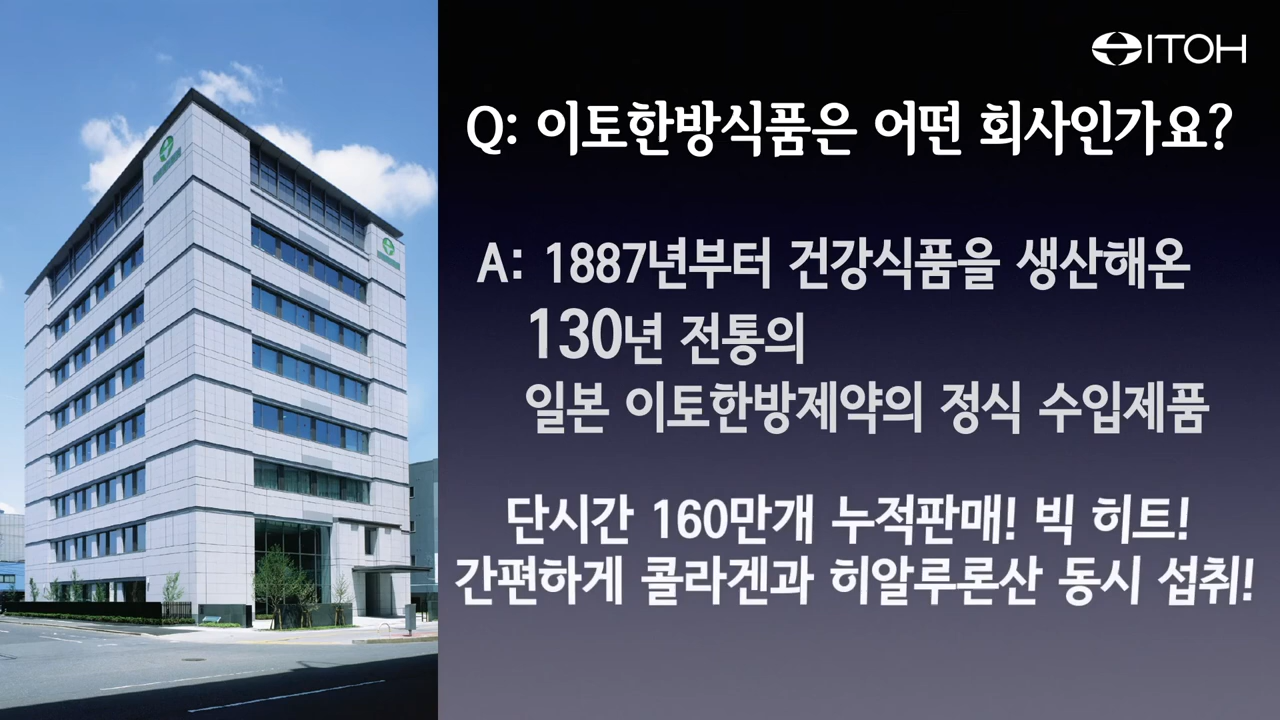 ITOH
Q: 이토한방식품은 어떤 회사인가요?
A: 1887년부터 건강식품을 생산해온
130년 전통의
일본 이토한방제약의 정식 수입제품
단시간 160만개 누적판매! 빅 히트!
간편하게 콜라겐과 히알루론산 동시 섭취!